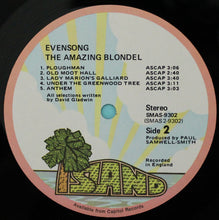 EVENSONG
THE AMAZING BLONDEL
1. PLOUGHMAN ASCAP 3:06
2. OLD MOOT HALL ASCAP 2:40
3. LADY MARION'S GALLIARD ASCAP 2:40
4. UNDER THE GREENWOOD TREE ASCAP 3:11
5. ANTHEM ASCAP 3:03
All selections written
by David Gladwin
Stereo
SMAS-9302
(SMAS2-9302)
Side 2
Produced by PAUL
SAMWELL-SMITH
Recorded
in England
ISLAND
Available from Capitol Records